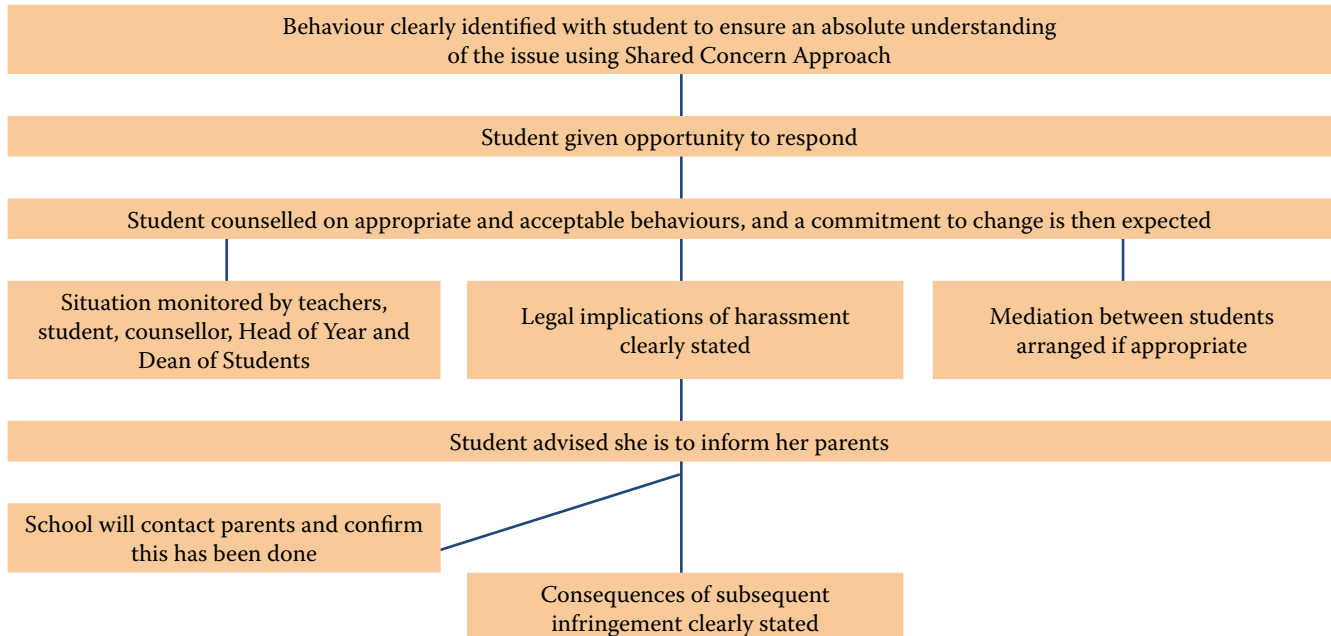 Behaviour clearly identified with student to ensure an absolute understanding
of the issue using Shared Concern Approach
Student given opportunity to respond
Student counselled on appropriate and acceptable behaviours, and a commitment to change is then expected
Situation monitored by teachers,
student, counsellor, Head of Year and
Dean of Students
Legal implications of harassment
clearly stated
Mediation between students
arranged if appropriate
Student advised she is to inform her parents
School will contact parents and confirm
this has been done
Consequences of subsequent
infringement clearly stated